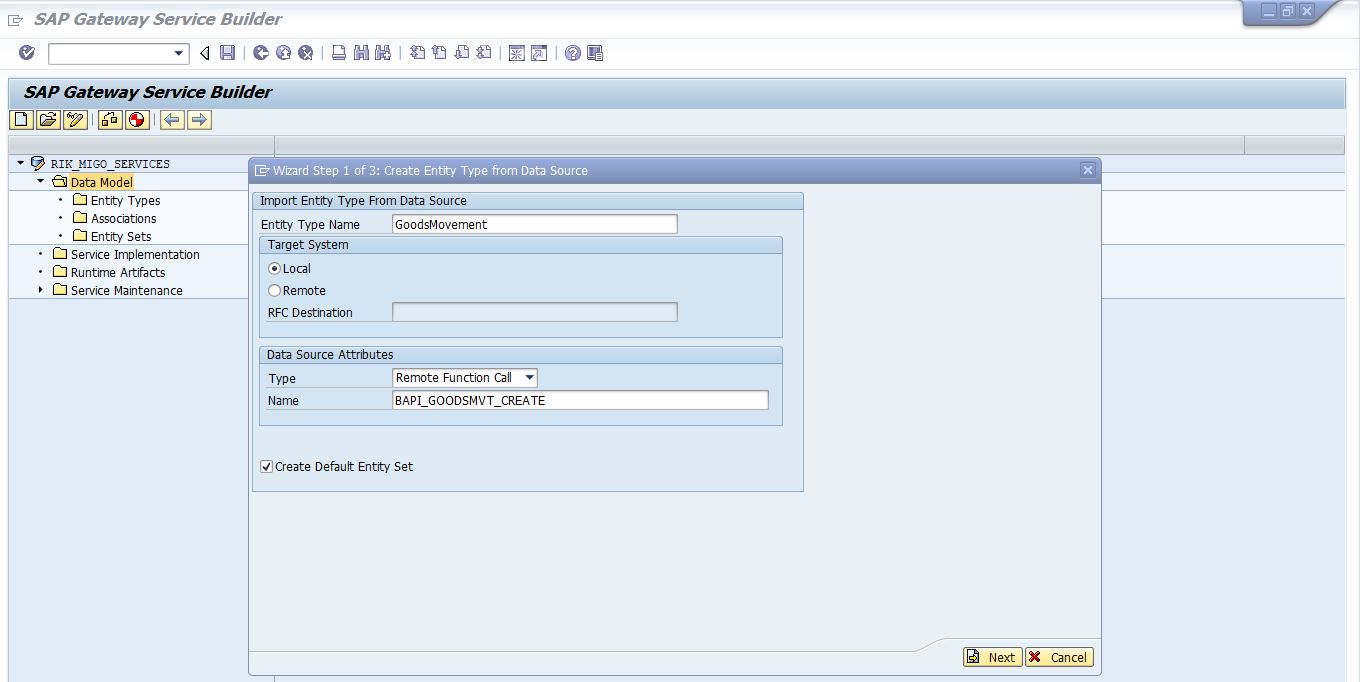 SAP Gateway Service Builder
SAP Gateway Service Builder
RIK_MIGO_SERVICES
Data Model
Entity Types
Associations
Entity Sets
Service Implementation
Runtime Artifacts
Service Maintenance
Wizard Step 1 of 3: Create Entity Type from Data Source
Import Entity Type From Data Source
Entity Type Name GoodsMovement
Target System
Local
Remote
RFC Destination
Data Source Attributes
Type Remote Function Call
Name BAPI_GOODSMVT_CREATE
Create Default Entity Set
Next Cancel